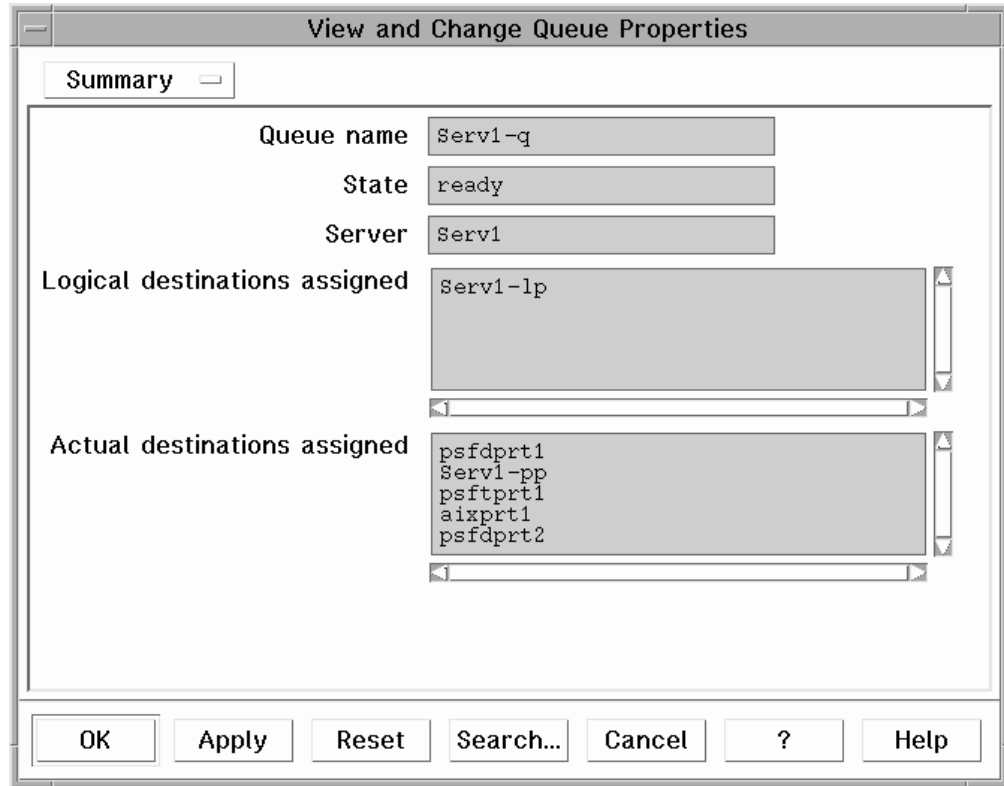 View and Change Queue Properties
Summary
Queue name Serv1-q
State ready
Server Serv1
Logical destinations assigned Serv1-lp
Actual destinations assigned psfdprt1
Serv1-pp
psftprt1
aixprt1
psfdprt2
OK Apply Reset Search... Cancel ? Help